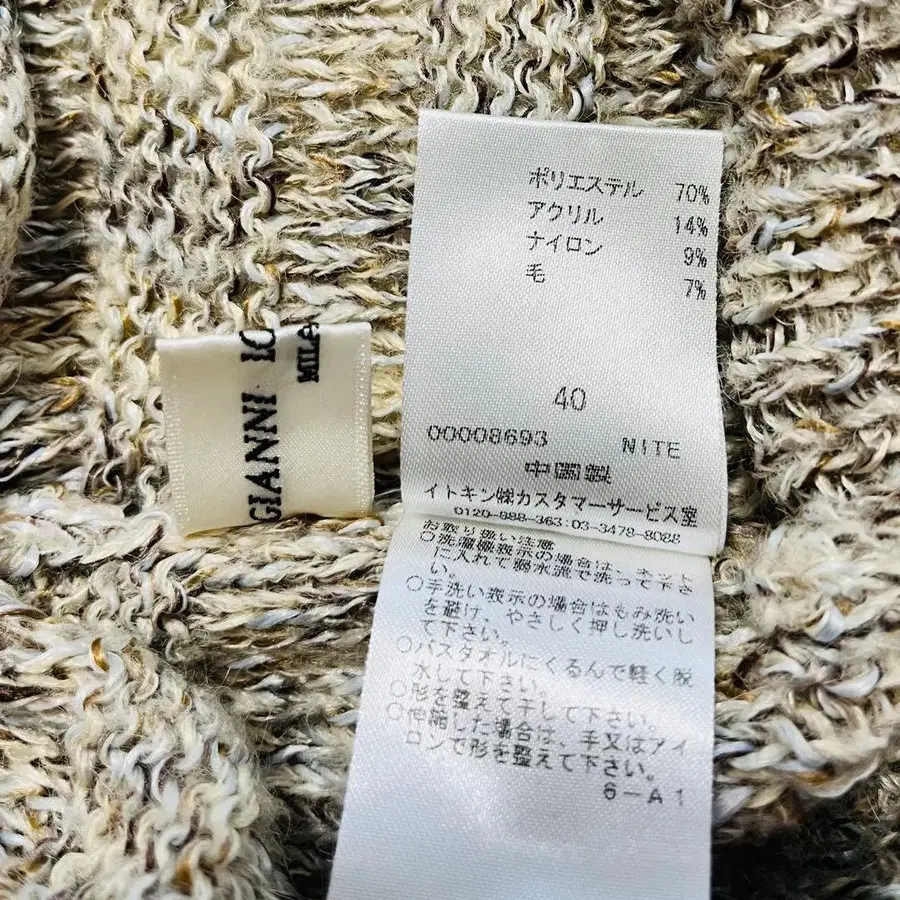 GIANNI
ポリエステル 70%
アクリル 14%
ナイロン 9%
毛 7%
40
00008693 NITE
中国製
イトキン㈱カスタマーサービス室
0120-888-363:03-3478-8088
お取り扱い注意
○洗濯機表示の場合は、ネット
に入れて弱水流で洗って下さ
い。
○手洗い表示の場合はもみ洗い
を避け、やさしく押し洗いし
て下さい。
○バスタオルにくるんで軽く脱
水して下さい。
○形を整えて干して下さい。
○伸縮した場合は、手又はアイ
ロンで形を整えて下さい。
6-A1